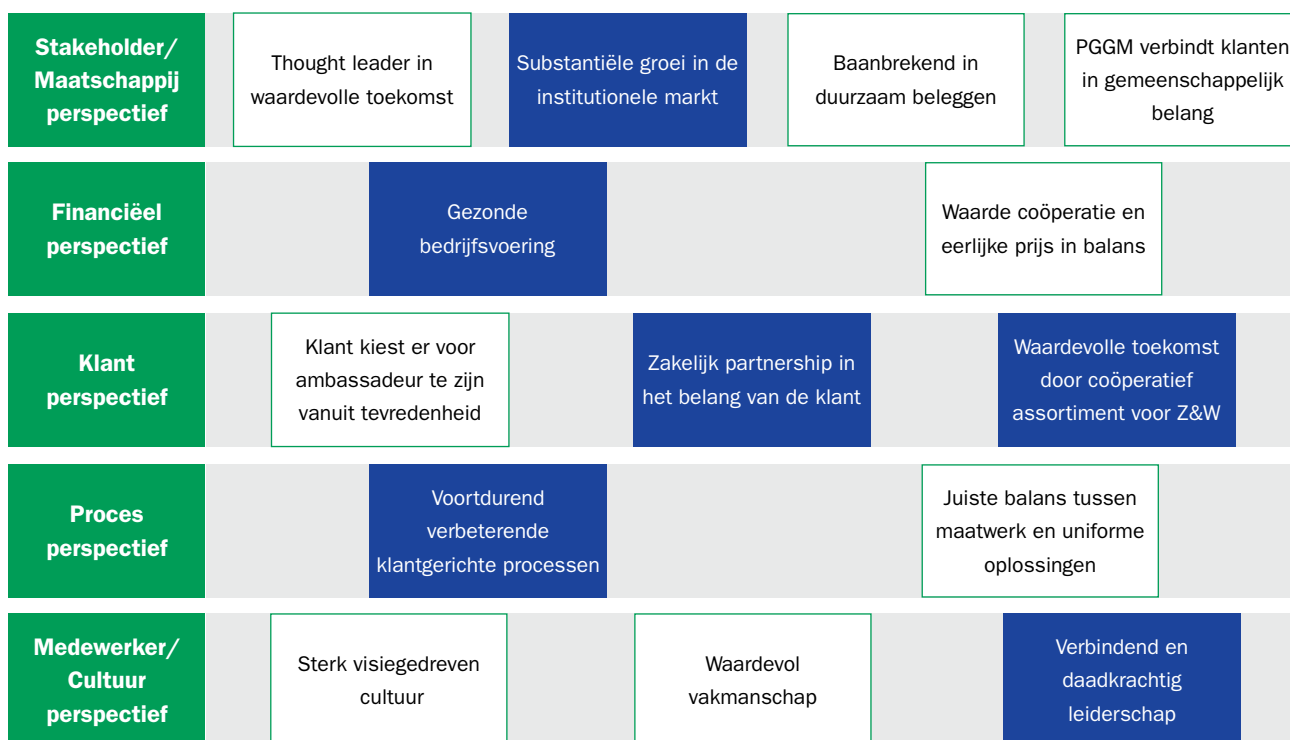 Stakeholder/
Maatschappij
perspectief
Thought leader in
waardevolle toekomst
Substantiële groei in de
institutionele markt
Baanbrekend in
duurzaam beleggen
PGGM verbindt klanten
in gemeenschappelijk
belang
Financiëel
perspectief
Gezonde
bedrijfsvoering
Waarde coöperatie en
eerlijke prijs in balans
Klant
perspectief
Klant kiest er voor
ambassadeur te zijn
vanuit tevredenheid
Zakelijk partnership in
het belang van de klant
Waardevolle toekomst
door coöperatief
assortiment voor Z&W
Proces
perspectief
Voortdurend
verbeterende
klantgerichte processen
Juiste balans tussen
maatwerk en uniforme
oplossingen
Medewerker/
Cultuur
perspectief
Sterk visiegedreven
cultuur
Waardevol
vakmanschap
Verbindend en
daadkrachtig
leiderschap